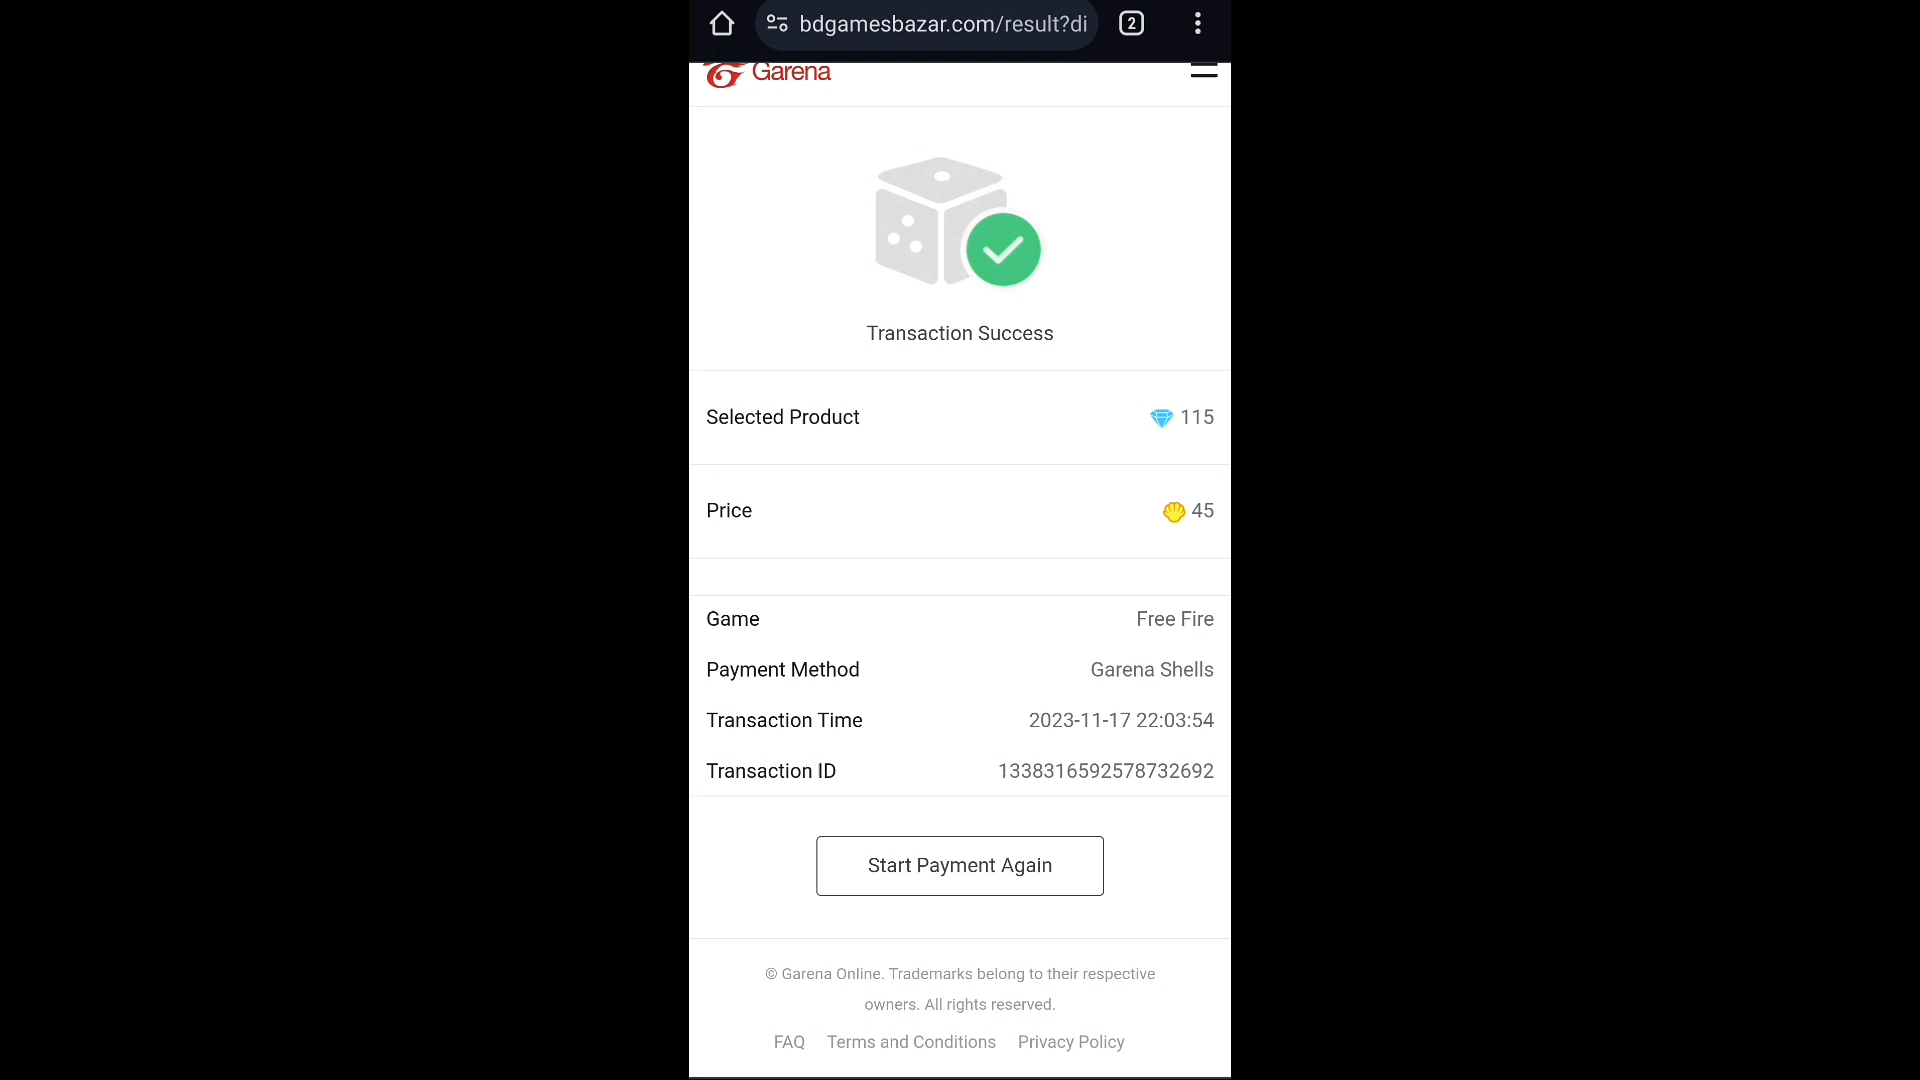 bdgamesbazar.com/result?di 2
Garena
Transaction Success
Selected Product 115
Price 45
Game Free Fire
Payment Method Garena Shells
Transaction Time 2023-11-17 22:03:54
Transaction ID 1338316592578732692
Start Payment Again
© Garena Online. Trademarks belong to their respective
owners. All rights reserved.
FAQ Terms and Conditions Privacy Policy